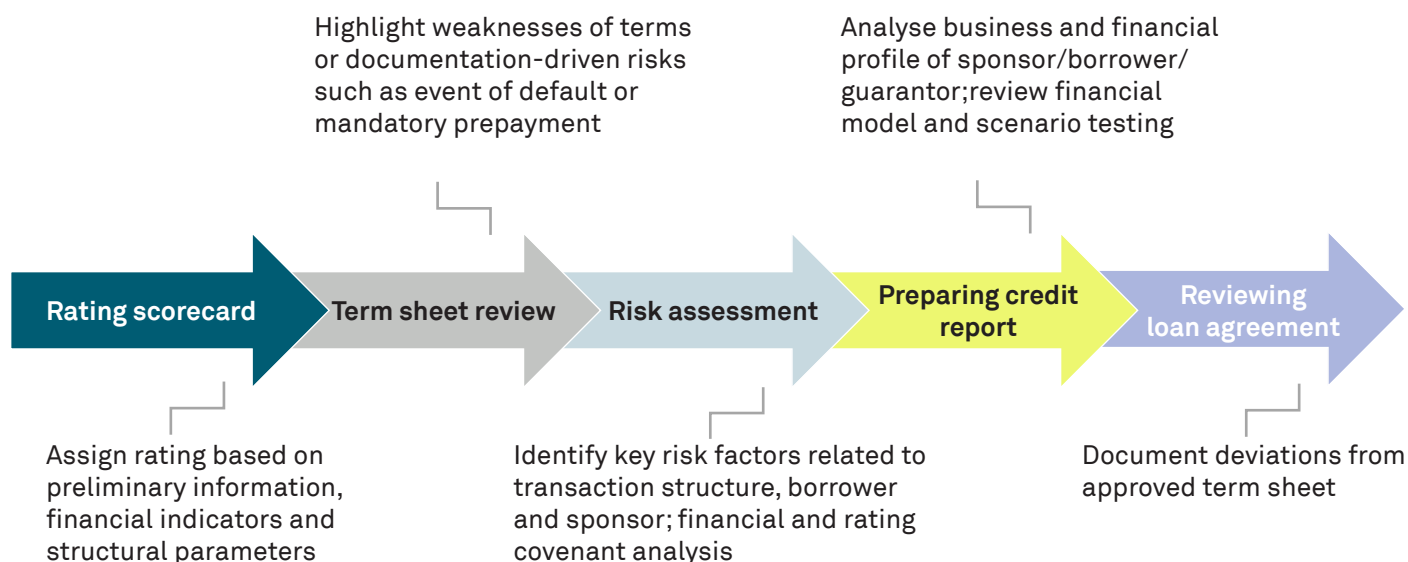 Highlight weaknesses of terms
or documentation-driven risks
such as event of default or
mandatory prepayment
Analyse business and financial
profile of sponsor/borrower/
guarantor;review financial
model and scenario testing
Rating scorecard
Term sheet review
Risk assessment
Preparing credit
report
Reviewing
loan agreement
Assign rating based on
preliminary information,
financial indicators and
structural parameters
Identify key risk factors related to
transaction structure, borrower
and sponsor; financial and rating
covenant analysis
Document deviations from
approved term sheet